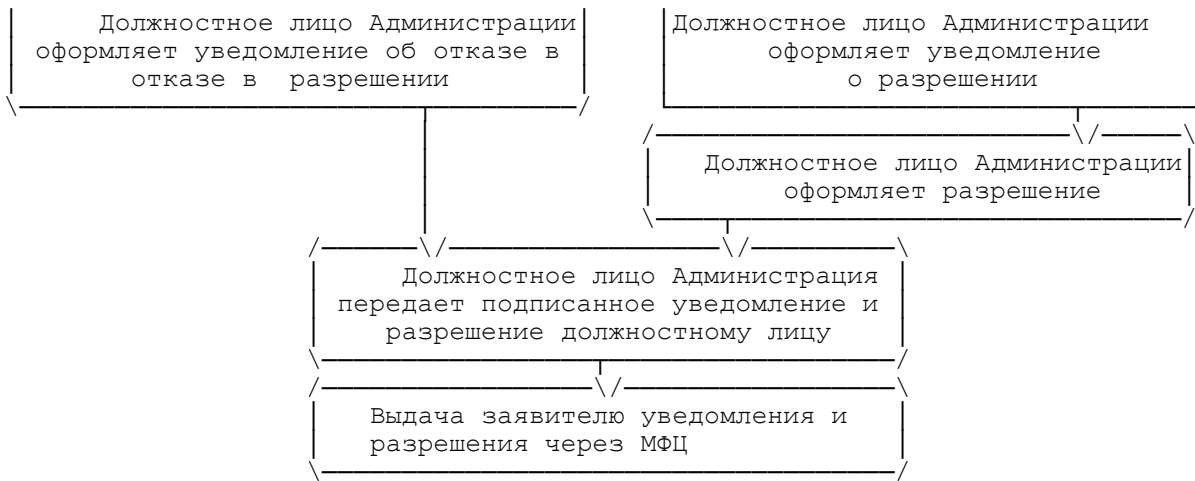 Должностное лицо Администрации
оформляет уведомление об отказе в
отказе в разрешении
Должностное лицо Администрации
оформляет уведомление
о разрешении
Должностное лицо Администрации
оформляет разрешение
Должностное лицо Администрация
передает подписанное уведомление и
разрешение должностному лицу
Выдача заявителю уведомления и
разрешения через МФЦ